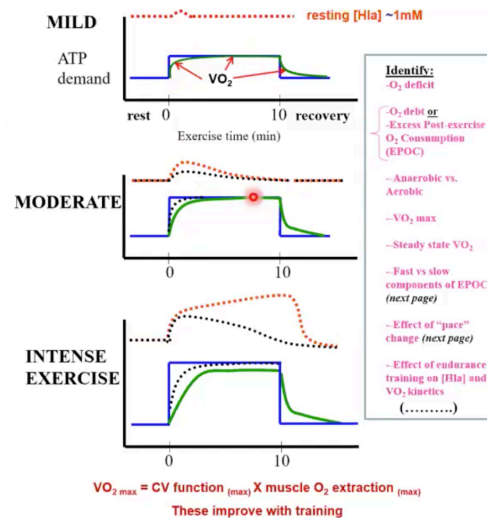 MILD
resting [Hla] ~1mM
ATP
demand
VO2
rest 0 10 recovery
Exercise time (min)
MODERATE
0 10
INTENSE
EXERCISE
0 10
Identify:
-O2 deficit
-O2 debt or
-Excess Post-exercise
O2 Consumption
(EPOC)
-Anaerobic vs.
Aerobic
-VO2 max
-Steady state VO2
-Fast vs slow
components of EPOC
(next page)
-Effect of "pace"
change (next page)
-Effect of endurance
training on [Hla] and
VO2 kinetics
(.........)
VO2 max = CV function (max) X muscle O2 extraction (max)
These improve with training